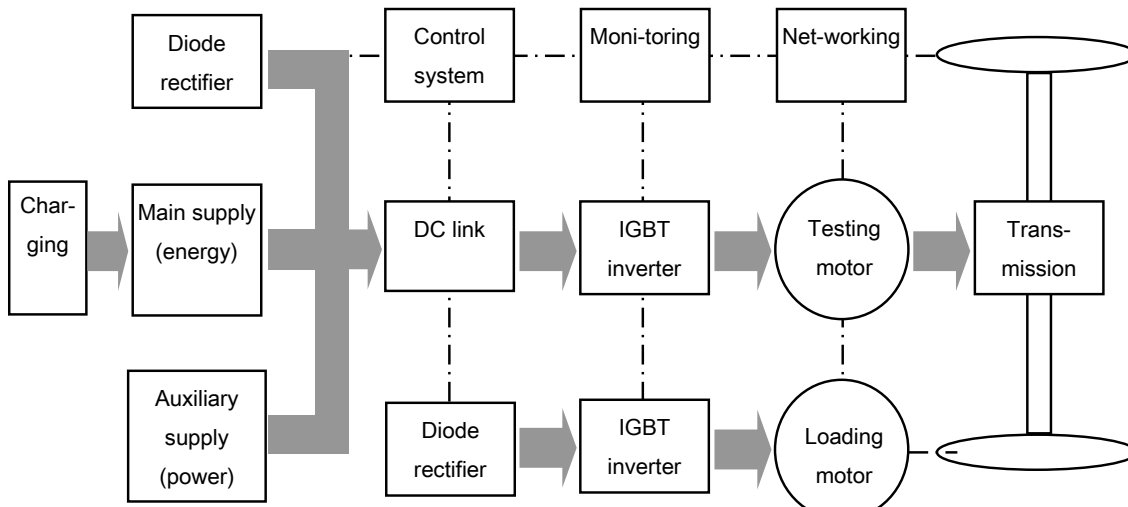 Diode
rectifier
Control
system
Moni-toring
Net-working
Char-
ging
Main supply
(energy)
DC link
IGBT
inverter
Testing
motor
Trans-
mission
Auxiliary
supply
(power)
Diode
rectifier
IGBT
inverter
Loading
motor